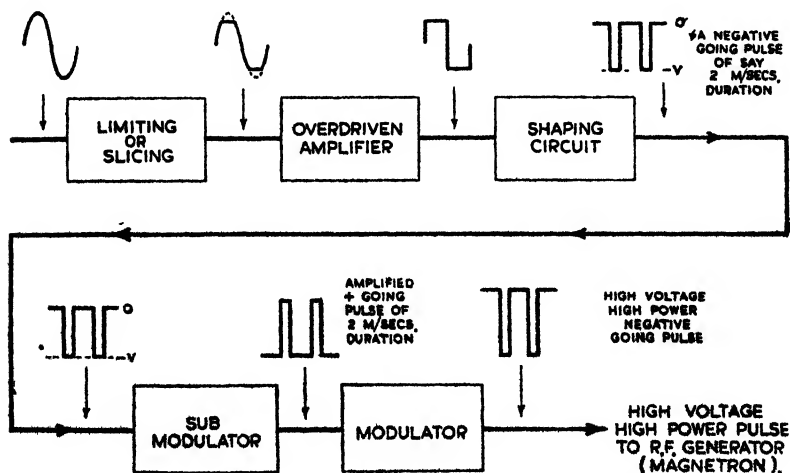 O
≠A NEGATIVE
GOING PULSE
OF SAY
2 M/SECS,
DURATION
-V
LIMITING
OR
SLICING
OVERDRIVEN
AMPLIFIER
SHAPING
CIRCUIT
O
-V
AMPLIFIED
+ GOING
PULSE OF
2 M/SECS,
DURATION
HIGH VOLTAGE
HIGH POWER
NEGATIVE
GOING PULSE
SUB
MODULATOR
MODULATOR
HIGH VOLTAGE
HIGH POWER PULSE
TO R.F. GENERATOR
(MAGNETRON).